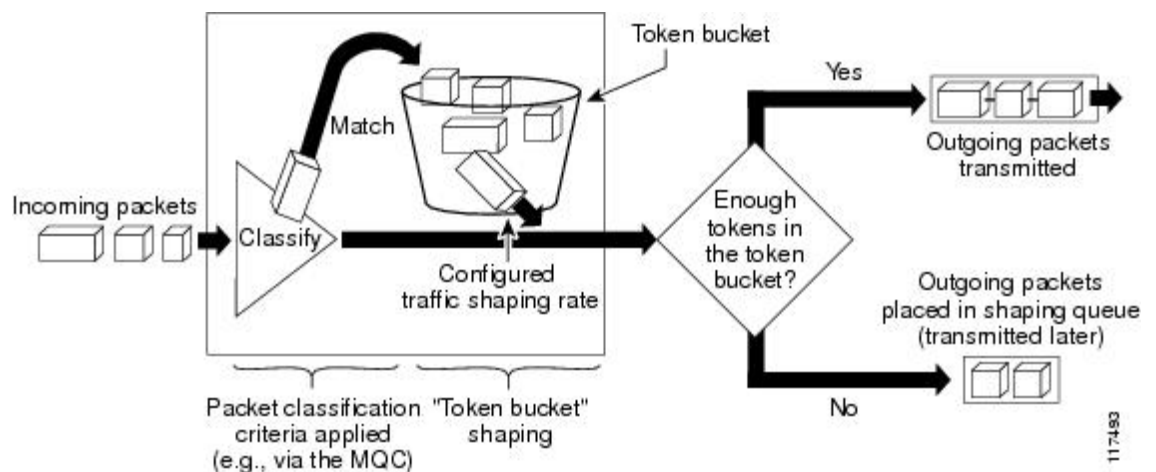 Token bucket
Match
Incoming packets
Classify
Configured
traffic shaping rate
Packet classification
criteria applied
(e.g., via the MQC)
"Token bucket"
shaping
Enough
tokens in
the token
bucket?
Yes
Outgoing packets
transmitted
No
Outgoing packets
placed in shaping queue
(transmitted later)
117493